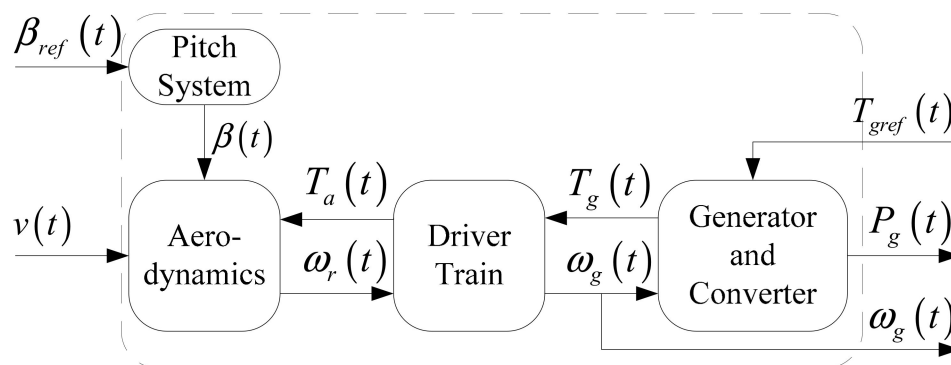 β_ref(t)
Pitch
System
β(t)
T_gref(t)
v(t)
Aero-
dynamics
T_a(t)
ω_r(t)
Driver
Train
T_g(t)
ω_g(t)
Generator
and
Converter
P_g(t)
ω_g(t)